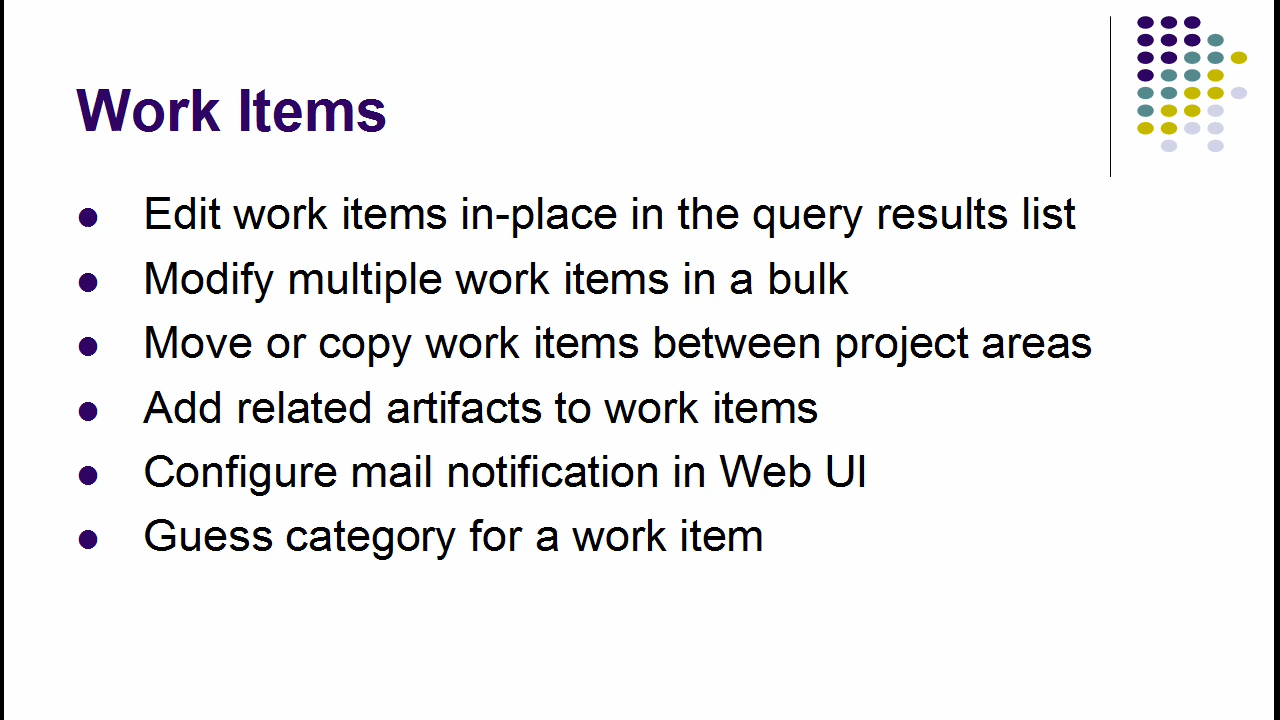 Work Items
Edit work items in-place in the query results list
Modify multiple work items in a bulk
Move or copy work items between project areas
Add related artifacts to work items
Configure mail notification in Web UI
Guess category for a work item